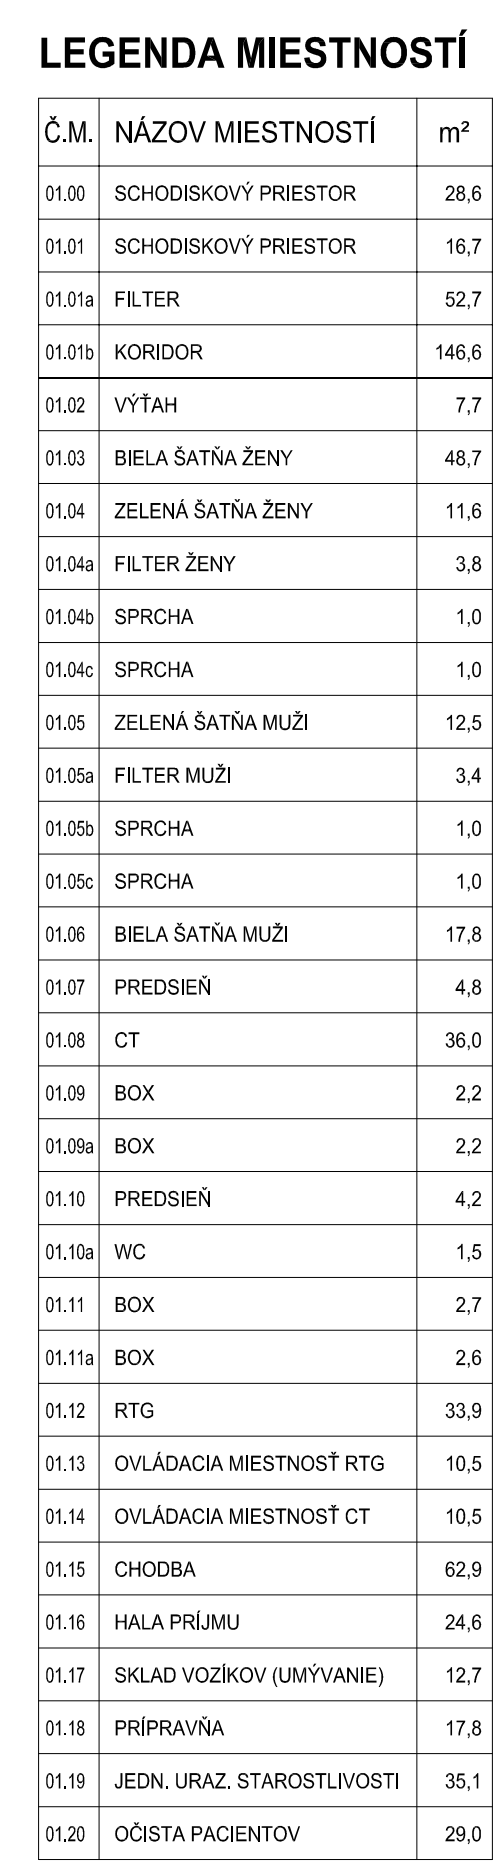 LEGENDA MIESTNOSTÍ
Č.M. NÁZOV MIESTNOSTÍ m²
01.00 SCHODISKOVÝ PRIESTOR 28,6
01.01 SCHODISKOVÝ PRIESTOR 16,7
01.01a FILTER 52,7
01.01b KORIDOR 146,6
01.02 VÝŤAH 7,7
01.03 BIELA ŠATŇA ŽENY 48,7
01.04 ZELENÁ ŠATŇA ŽENY 11,6
01.04a FILTER ŽENY 3,8
01.04b SPRCHA 1,0
01.04c SPRCHA 1,0
01.05 ZELENÁ ŠATŇA MUŽI 12,5
01.05a FILTER MUŽI 3,4
01.05b SPRCHA 1,0
01.05c SPRCHA 1,0
01.06 BIELA ŠATŇA MUŽI 17,8
01.07 PREDSIEŇ 4,8
01.08 CT 36,0
01.09 BOX 2,2
01.09a BOX 2,2
01.10 PREDSIEŇ 4,2
01.10a WC 1,5
01.11 BOX 2,7
01.11a BOX 2,6
01.12 RTG 33,9
01.13 OVLÁDACIA MIESTNOSŤ RTG 10,5
01.14 OVLÁDACIA MIESTNOSŤ CT 10,5
01.15 CHODBA 62,9
01.16 HALA PRÍJMU 24,6
01.17 SKLAD VOZÍKOV (UMÝVANIE) 12,7
01.18 PRÍPRAVŇA 17,8
01.19 JEDN. URAZ. STAROSTLIVOSTI 35,1
01.20 OČISTA PACIENTOV 29,0